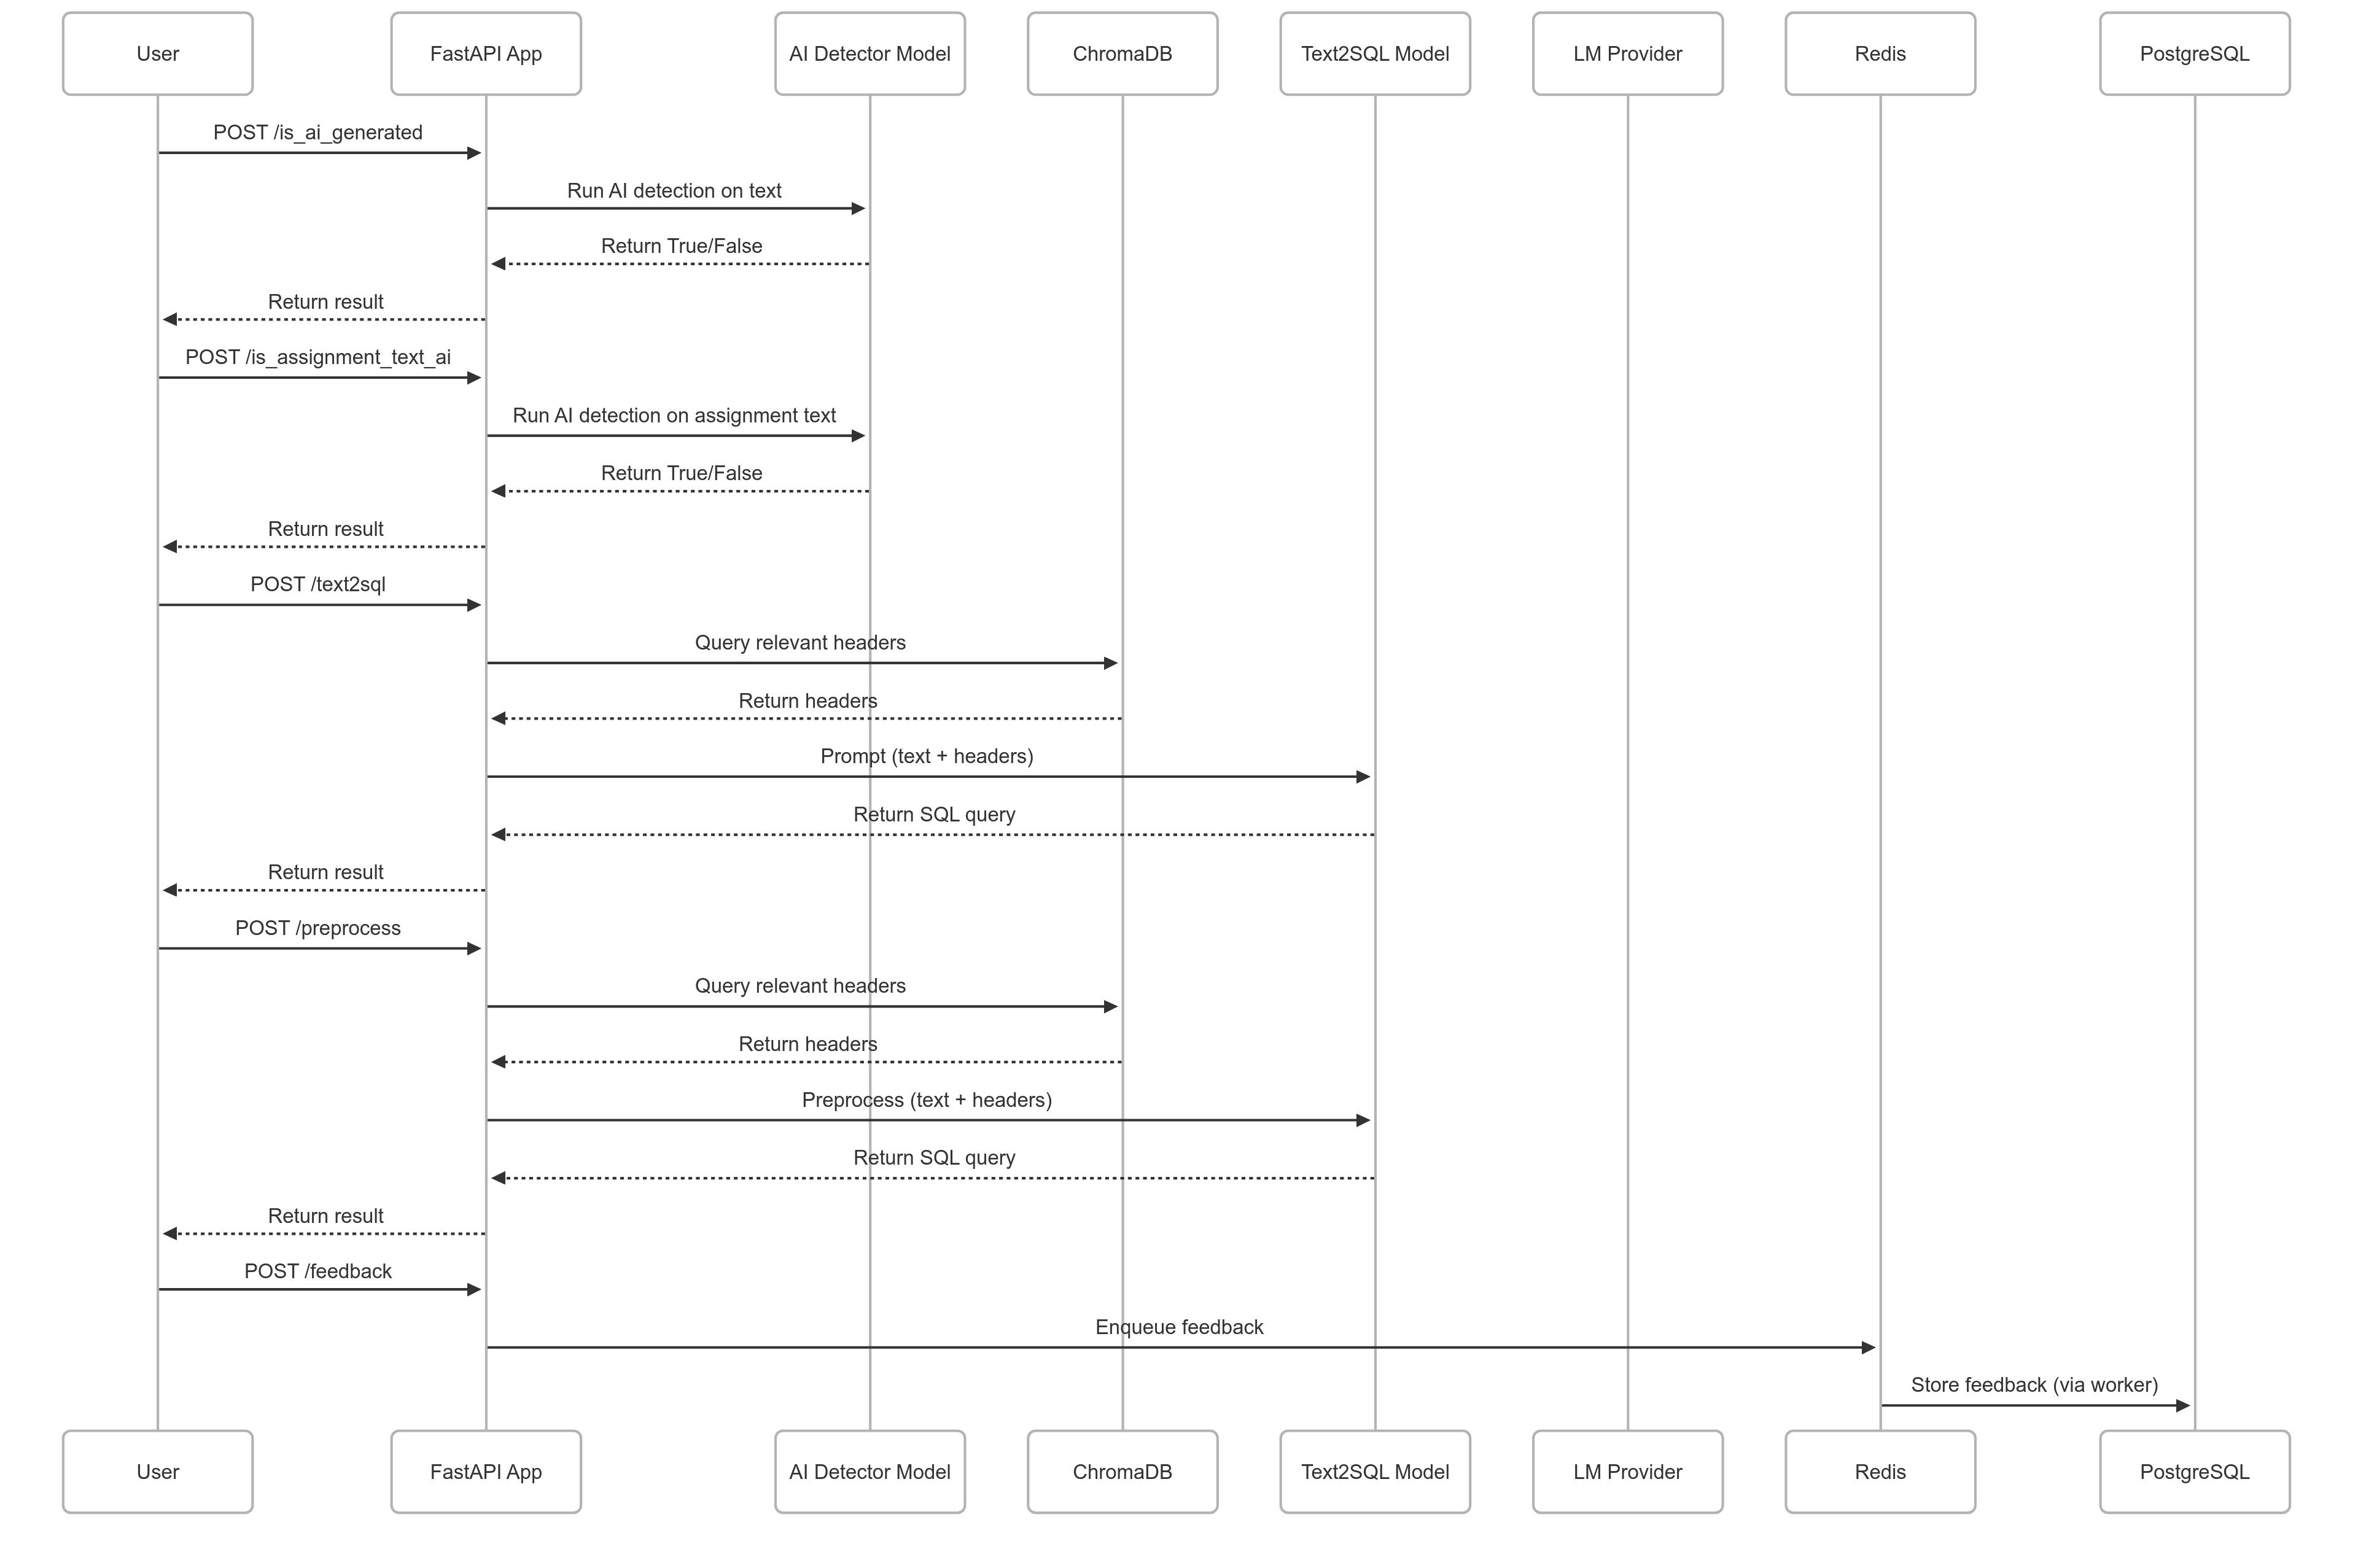 User
FastAPI App
AI Detector Model
ChromaDB
Text2SQL Model
LM Provider
Redis
PostgreSQL
POST /is_ai_generated
Run AI detection on text
Return True/False
Return result
POST /is_assignment_text_ai
Run AI detection on assignment text
Return True/False
Return result
POST /text2sql
Query relevant headers
Return headers
Prompt (text + headers)
Return SQL query
Return result
POST /preprocess
Query relevant headers
Return headers
Preprocess (text + headers)
Return SQL query
Return result
POST /feedback
Enqueue feedback
Store feedback (via worker)
User
FastAPI App
AI Detector Model
ChromaDB
Text2SQL Model
LM Provider
Redis
PostgreSQL